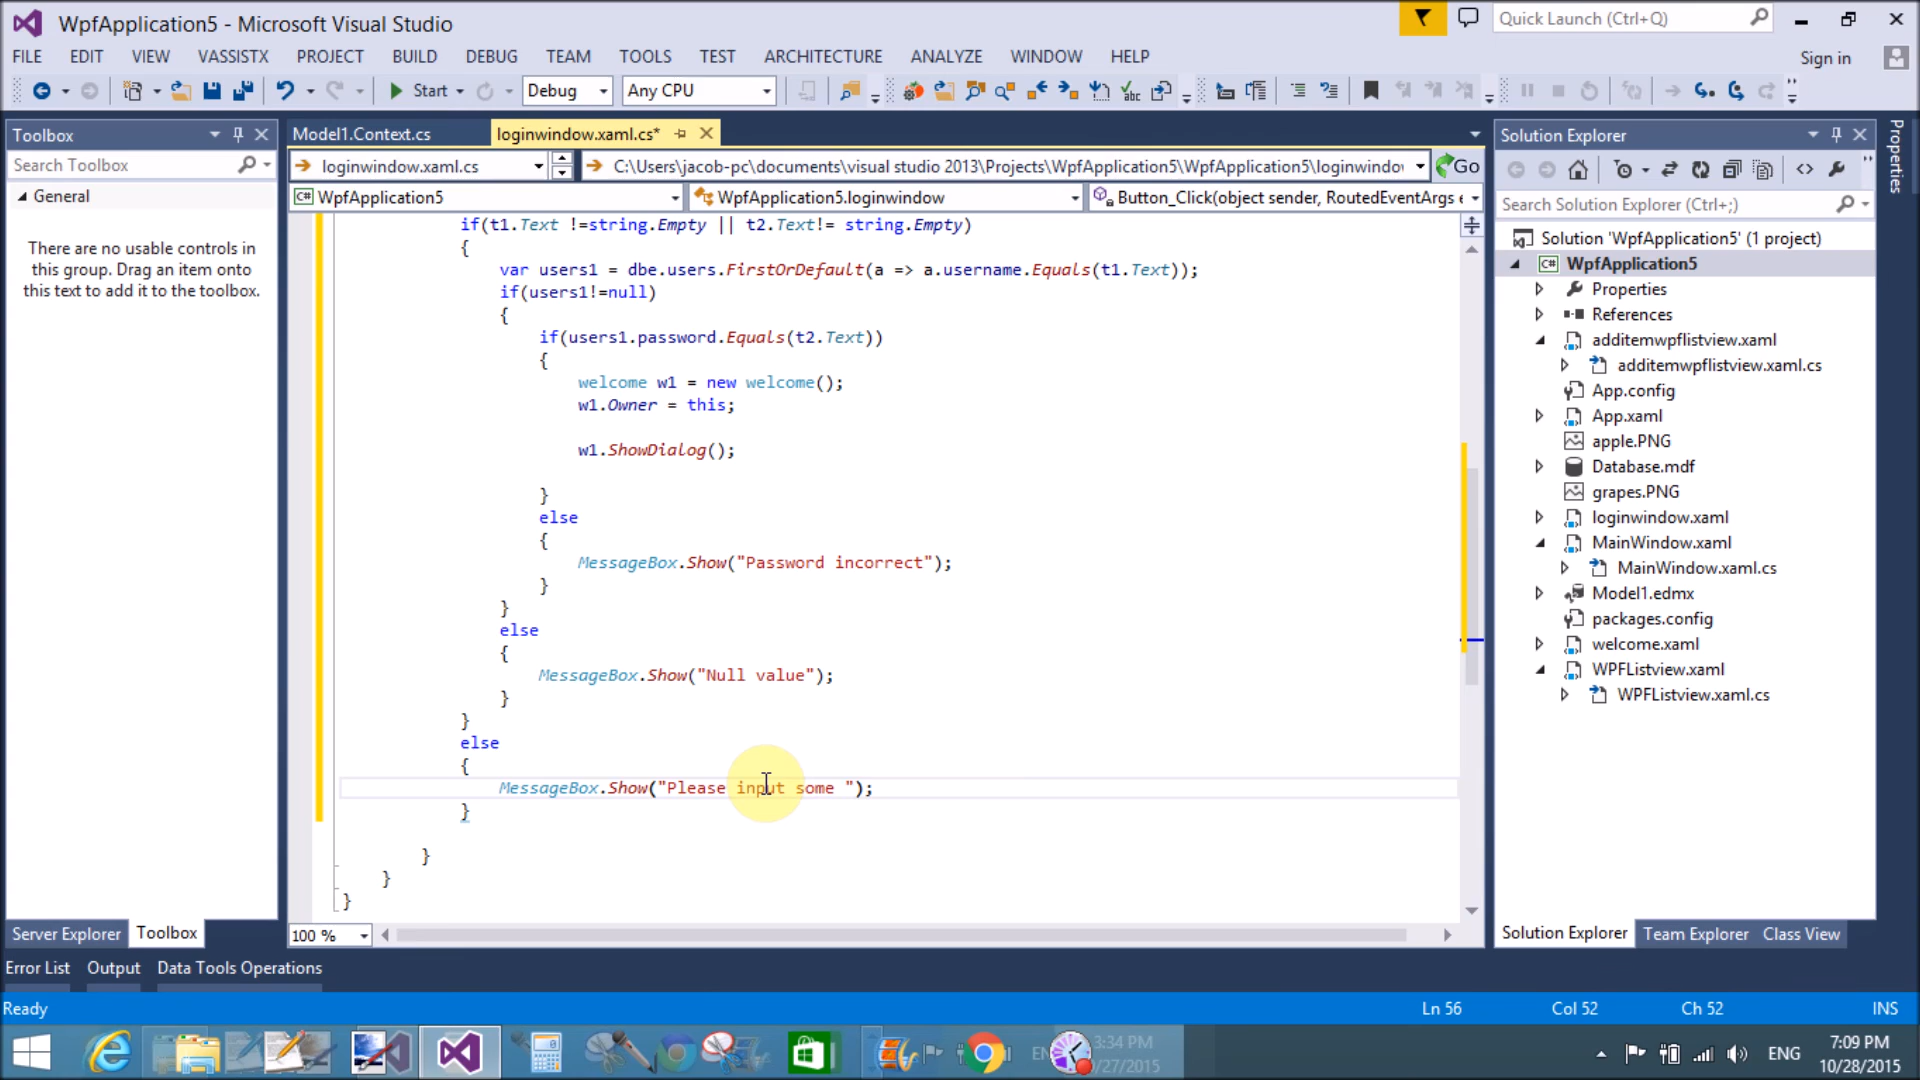 WpfApplication5 - Microsoft Visual Studio
Quick Launch (Ctrl+Q)
FILE EDIT VIEW VASSISTX PROJECT BUILD DEBUG TEAM TOOLS TEST ARCHITECTURE ANALYZE WINDOW HELP
Sign in
Start Debug Any CPU
Toolbox
Search Toolbox
General
There are no usable controls in
this group. Drag an item onto
this text to add it to the toolbox.
Server Explorer Toolbox
Model1.Context.cs loginwindow.xaml.cs*
loginwindow.xaml.cs C:\Users\jacob-pc\documents\visual studio 2013\Projects\WpfApplication5\WpfApplication5\loginwindow Go
WpfApplication5 WpfApplication5.loginwindow Button_Click(object sender, RoutedEventArgs e
if(t1.Text !=string.Empty || t2.Text!= string.Empty)
{
var users1 = dbe.users.FirstOrDefault(a => a.username.Equals(t1.Text));
if(users1!=null)
{
if(users1.password.Equals(t2.Text))
{
welcome w1 = new welcome();
w1.Owner = this;
w1.ShowDialog();
}
else
{
MessageBox.Show("Password incorrect");
}
}
else
{
MessageBox.Show("Null value");
}
}
else
{
MessageBox.Show("Please input some ");
}
}
}
}
100 %
Solution Explorer
Search Solution Explorer (Ctrl+;)
Solution 'WpfApplication5' (1 project)
WpfApplication5
Properties
References
additemwpflistview.xaml
additemwpflistview.xaml.cs
App.config
App.xaml
apple.PNG
Database.mdf
grapes.PNG
loginwindow.xaml
MainWindow.xaml
MainWindow.xaml.cs
Model1.edmx
packages.config
welcome.xaml
WPFListview.xaml
WPFListview.xaml.cs
Solution Explorer Team Explorer Class View
Properties
Error List Output Data Tools Operations
Ready Ln 56 Col 52 Ch 52 INS
3:34 PM
ENG
7:09 PM
10/28/2015